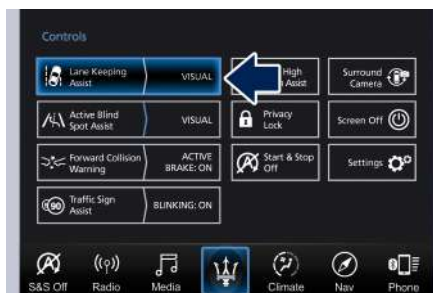 Controls
Lane Keeping
Assist
VISUAL
High
Assist
Surround
Camera
Active Blind
Spot Assist
VISUAL
Privacy
Lock
Screen Off
Forward Collision
Warning
ACTIVE
BRAKE: ON
Start & Stop
Off
Settings
90
Traffic Sign
Assist
BLINKING: ON
S&S Off
Radio
Media
Climate
Nav
Phone